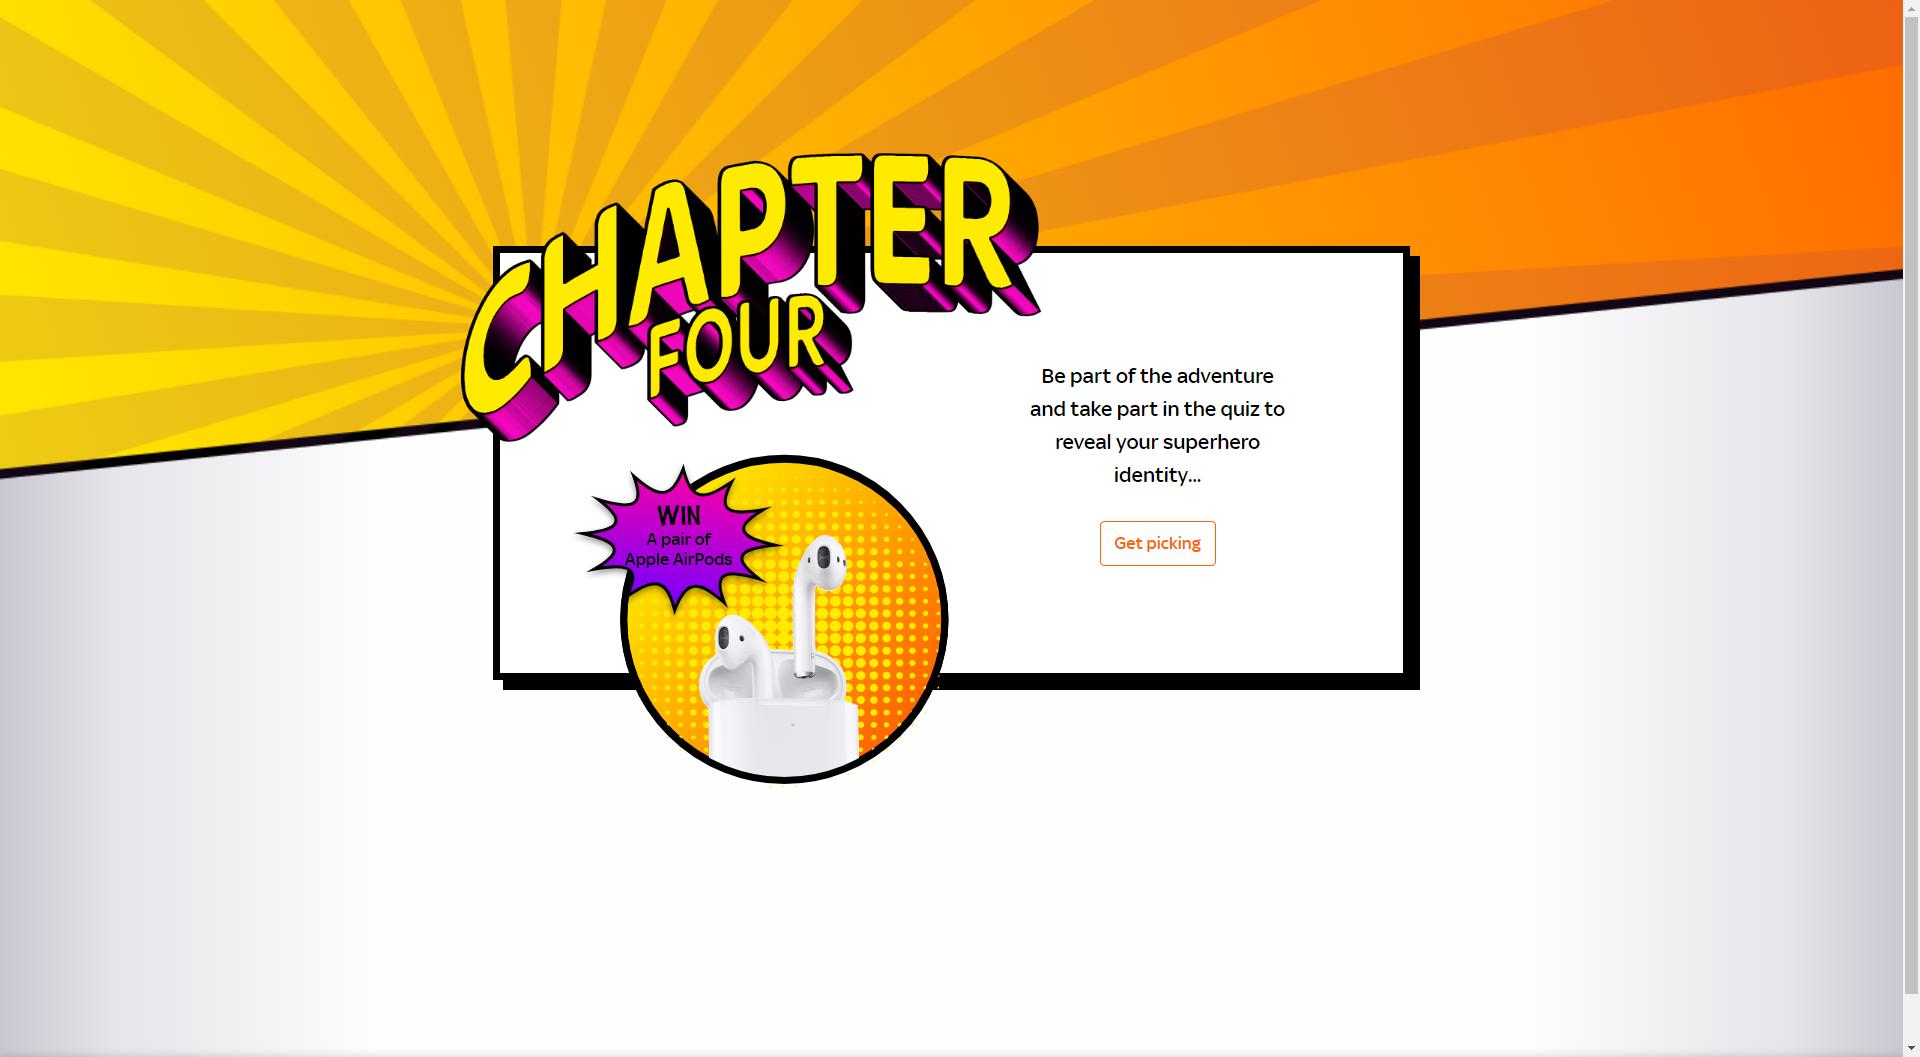 CHAPTER
FOUR
Be part of the adventure
and take part in the quiz to
reveal your superhero
identity...
Get picking
WIN
A pair of
Apple AirPods